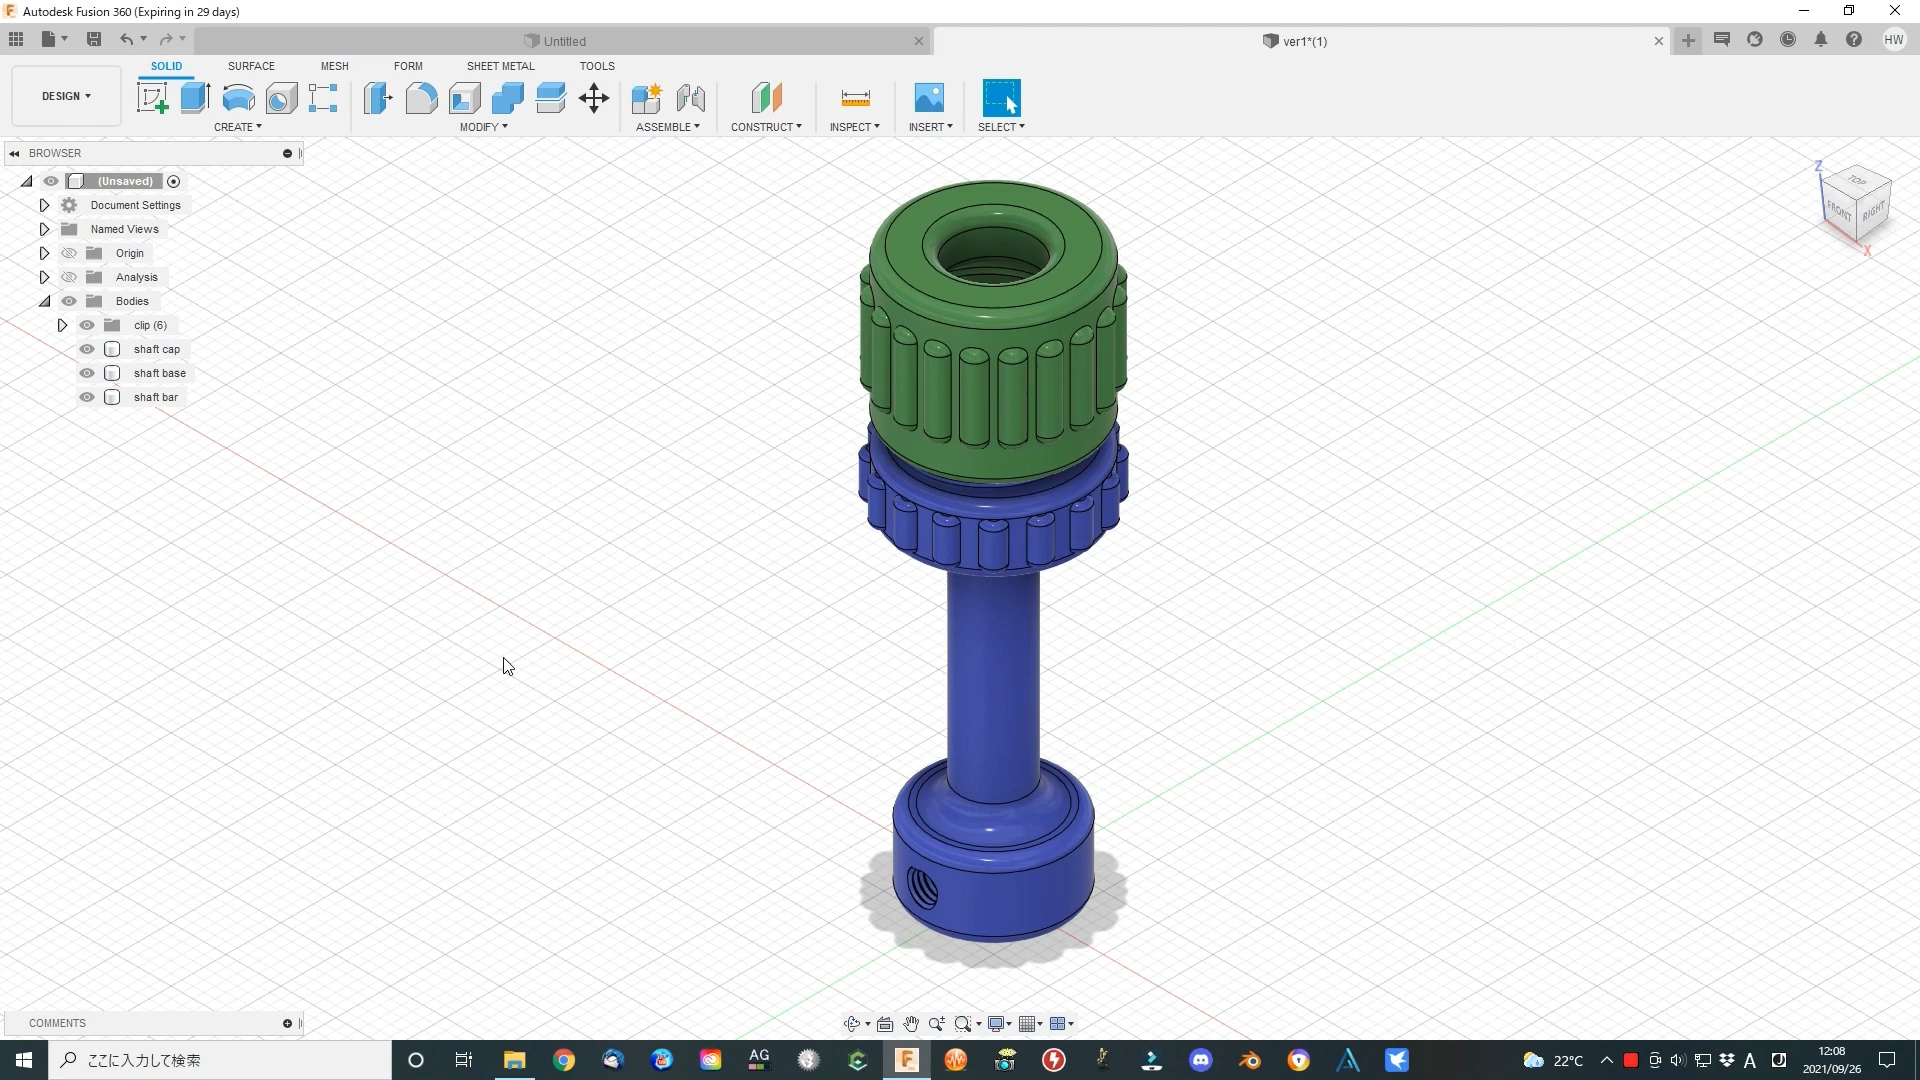 Autodesk Fusion 360 (Expiring in 29 days)
Untitled
ver1*(1)
HW
SOLID SURFACE MESH FORM SHEET METAL TOOLS
DESIGN
CREATE MODIFY ASSEMBLE CONSTRUCT INSPECT INSERT SELECT
BROWSER
(Unsaved)
Document Settings
Named Views
Origin
Analysis
Bodies
clip (6)
shaft cap
shaft base
shaft bar
Z
TOP
FRONT
RIGHT
X
COMMENTS
ここに入力して検索
AG
22°C
A
12:08
2021/09/26